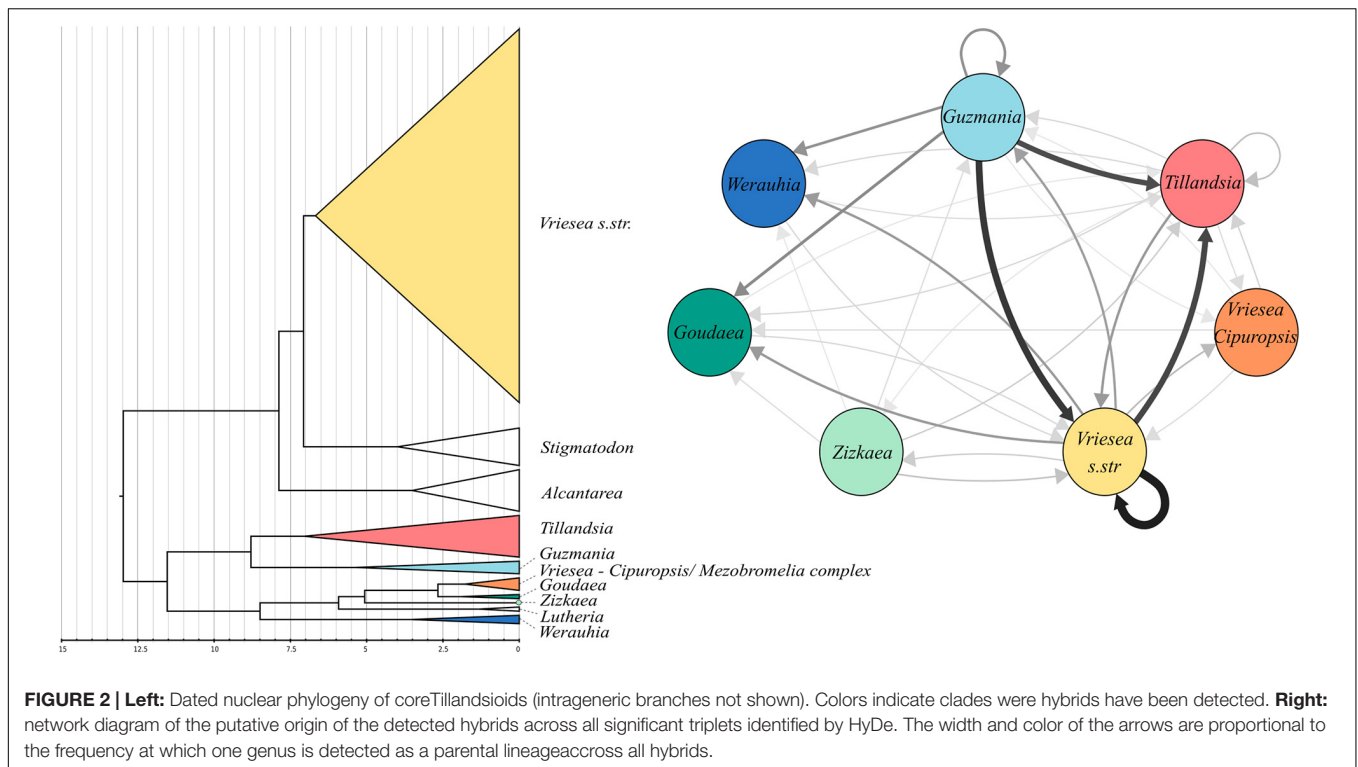 Vriesea s.str.
Stigmatodon
Alcantarea
Tillandsia
Guzmania
Vriesea - Cipuropsis/ Mezobromelia complex
Goudaea
Zizkaea
Lutheria
Werauhia
15 12.5 10 7.5 5 2.5 0
Guzmania
Werauhia
Tillandsia
Goudaea
Vriesea
Cipuropsis
Zizkaea
Vriesea
s.str
FIGURE 2 | Left: Dated nuclear phylogeny of coreTillandsioids (intrageneric branches not shown). Colors indicate clades were hybrids have been detected. Right:
network diagram of the putative origin of the detected hybrids across all significant triplets identified by HyDe. The width and color of the arrows are proportional to
the frequency at which one genus is detected as a parental lineageaccross all hybrids.